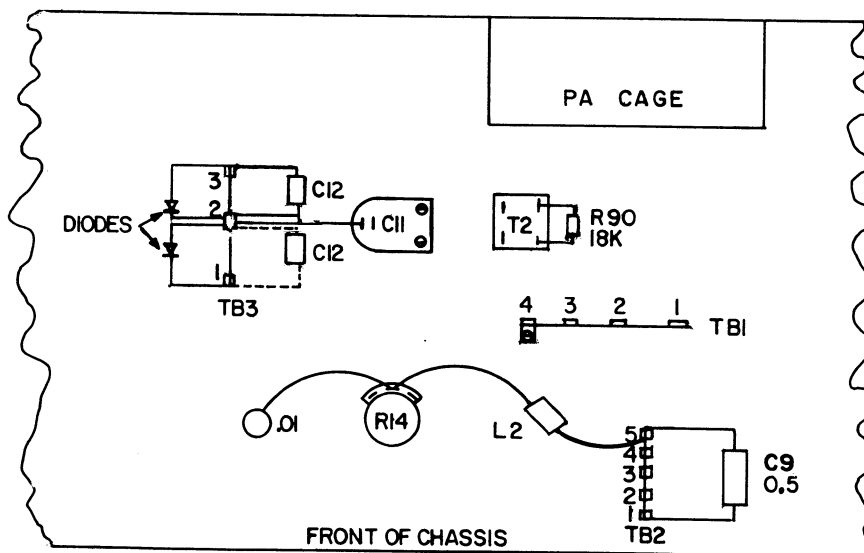 PA CAGE
3
C12
DIODES
2
C11
T2
R90
18K
C12
1
TB3
4 3 2 1 TB1
.01
R14
L2
5
4
3
2
1
C9
0.5
TB2
FRONT OF CHASSIS